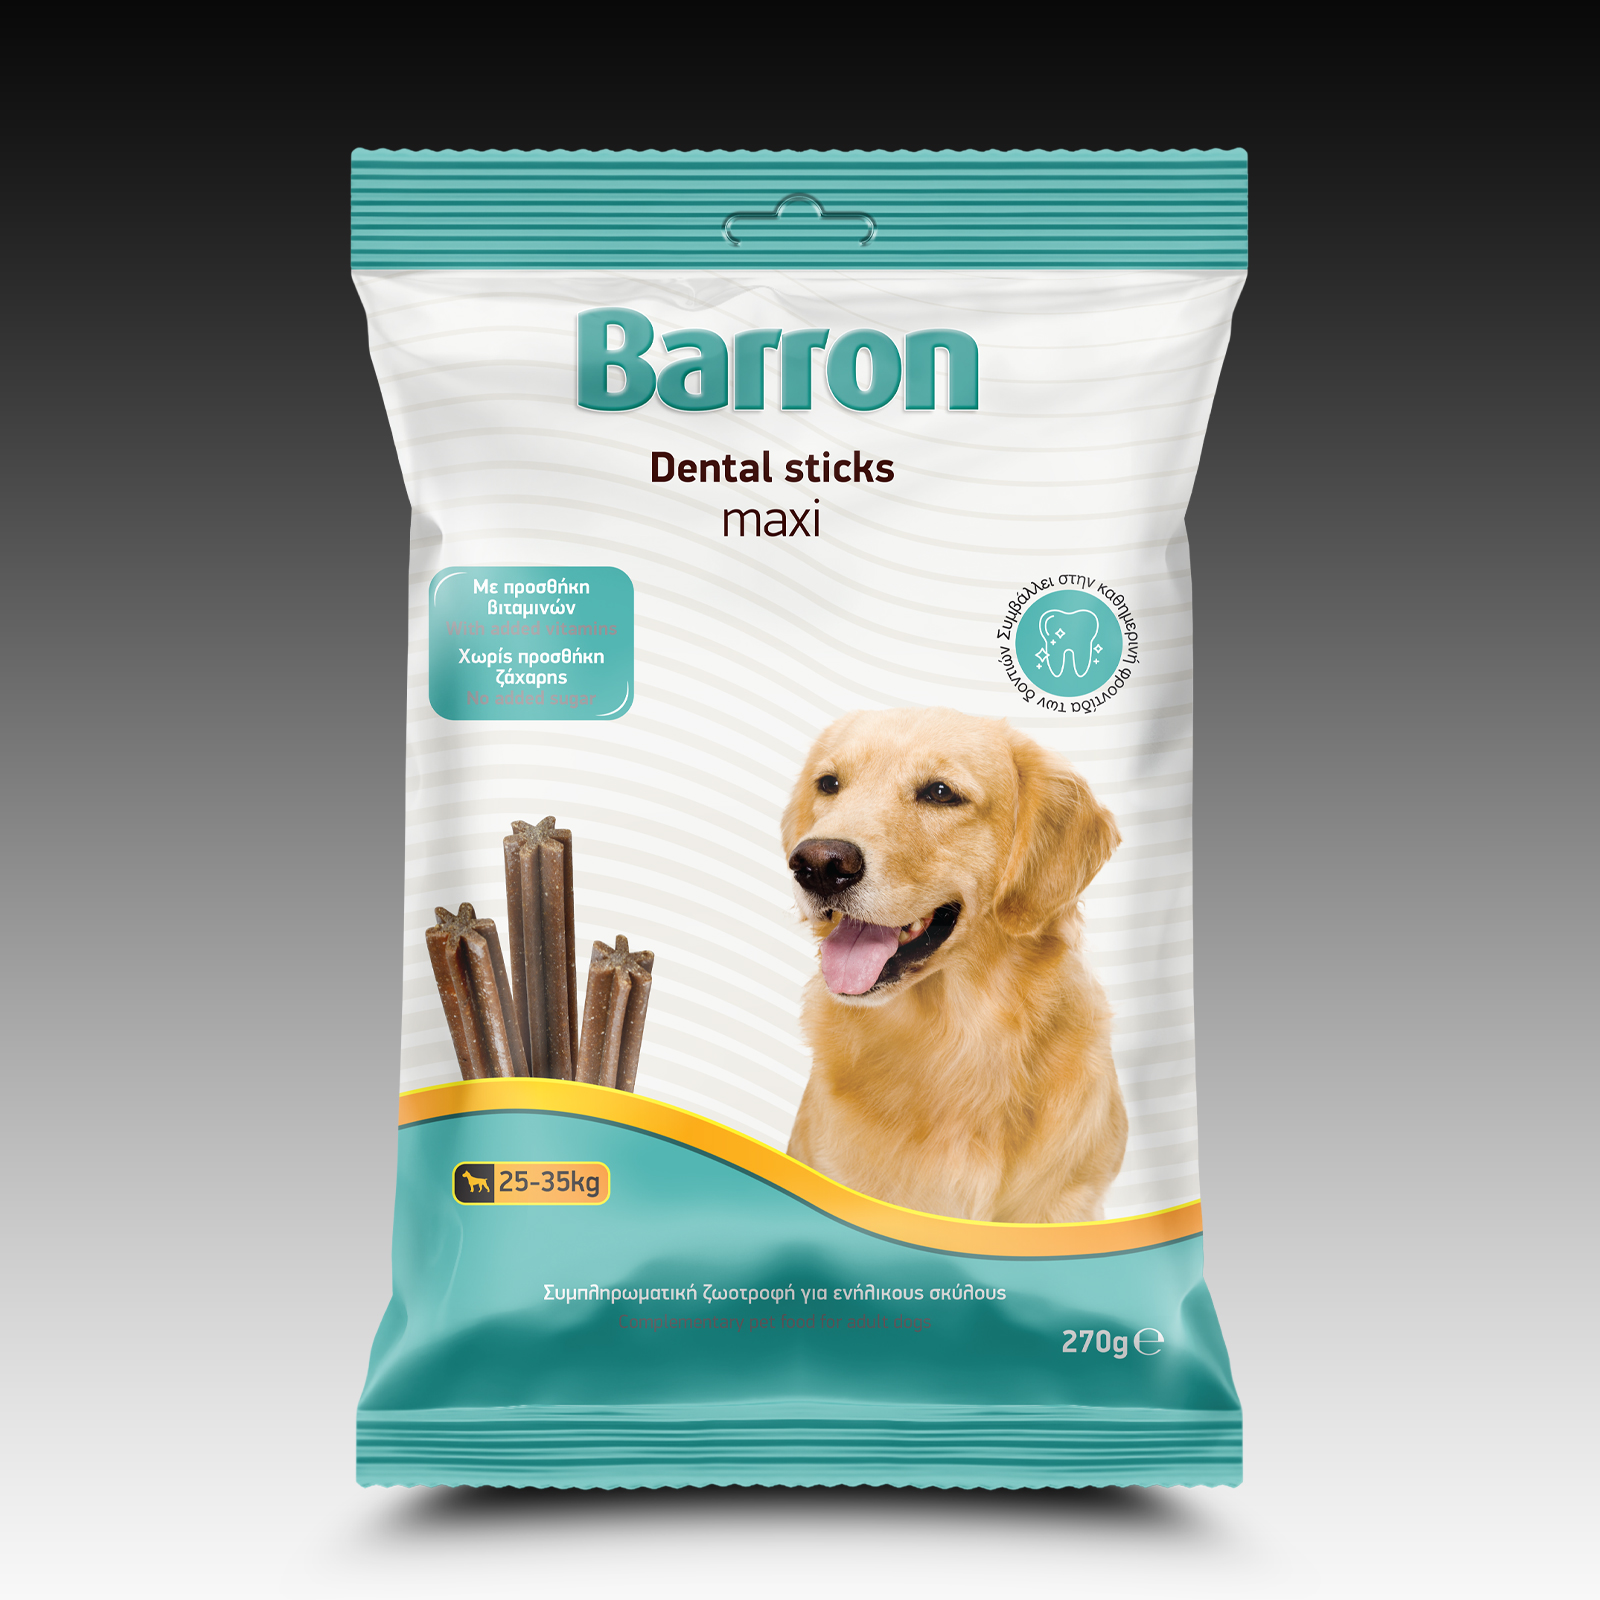 Barron
Dental sticks
maxi
Με προσθήκη
βιταμινών
With added vitamins
Χωρίς προσθήκη
ζάχαρης
No added sugar
Συμβάλλει στην καθημερινή φροντίδα των δοντιών
25-35kg
Συμπληρωματική ζωοτροφή για ενήλικους σκύλους
Complementary pet food for adult dogs
270g℮